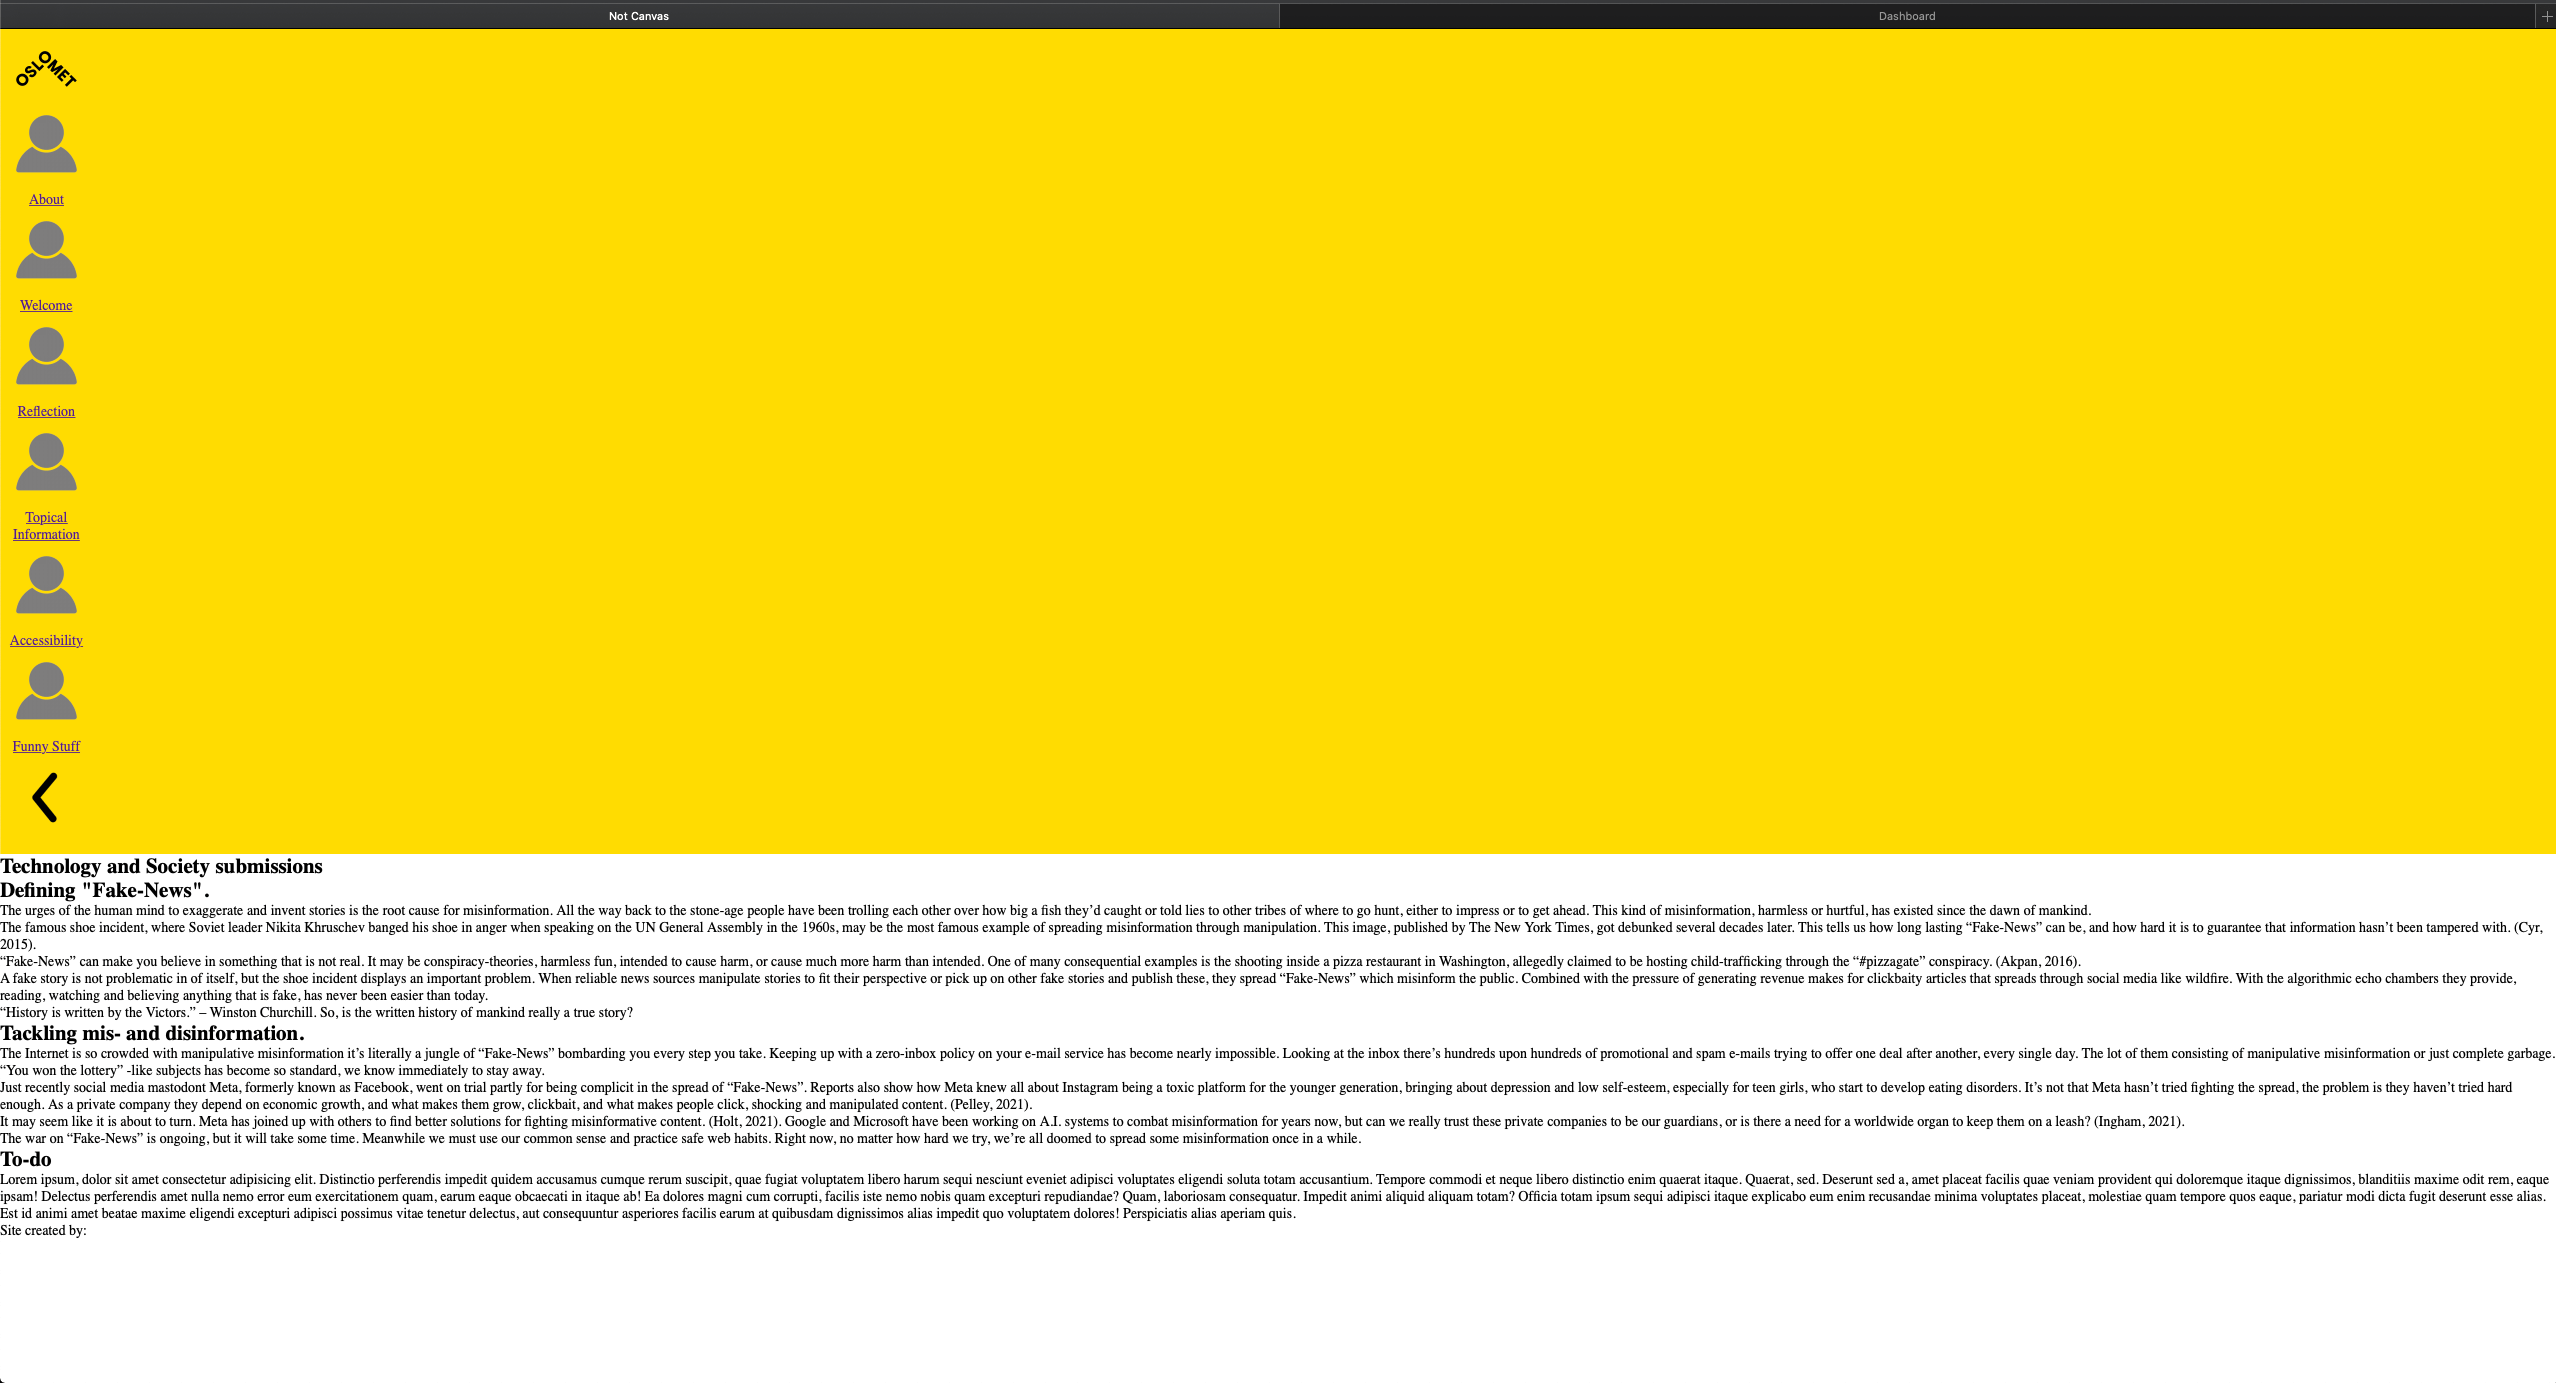 Not Canvas
Dashboard
OSLOMET
About
Welcome
Reflection
Topical
Information
Accessibility
Funny Stuff
Technology and Society submissions
Defining "Fake-News".
The urges of the human mind to exaggerate and invent stories is the root cause for misinformation. All the way back to the stone-age people have been trolling each other over how big a fish they’d caught or told lies to other tribes of where to go hunt, either to impress or to get ahead. This kind of misinformation, harmless or hurtful, has existed since the dawn of mankind.
The famous shoe incident, where Soviet leader Nikita Khruschev banged his shoe in anger when speaking on the UN General Assembly in the 1960s, may be the most famous example of spreading misinformation through manipulation. This image, published by The New York Times, got debunked several decades later. This tells us how long lasting “Fake-News” can be, and how hard it is to guarantee that information hasn’t been tampered with. (Cyr,
2015).
“Fake-News” can make you believe in something that is not real. It may be conspiracy-theories, harmless fun, intended to cause harm, or cause much more harm than intended. One of many consequential examples is the shooting inside a pizza restaurant in Washington, allegedly claimed to be hosting child-trafficking through the “#pizzagate” conspiracy. (Akpan, 2016).
A fake story is not problematic in of itself, but the shoe incident displays an important problem. When reliable news sources manipulate stories to fit their perspective or pick up on other fake stories and publish these, they spread “Fake-News” which misinform the public. Combined with the pressure of generating revenue makes for clickbaity articles that spreads through social media like wildfire. With the algorithmic echo chambers they provide,
reading, watching and believing anything that is fake, has never been easier than today.
“History is written by the Victors.” – Winston Churchill. So, is the written history of mankind really a true story?
Tackling mis- and disinformation.
The Internet is so crowded with manipulative misinformation it’s literally a jungle of “Fake-News” bombarding you every step you take. Keeping up with a zero-inbox policy on your e-mail service has become nearly impossible. Looking at the inbox there’s hundreds upon hundreds of promotional and spam e-mails trying to offer one deal after another, every single day. The lot of them consisting of manipulative misinformation or just complete garbage.
“You won the lottery” -like subjects has become so standard, we know immediately to stay away.
Just recently social media mastodont Meta, formerly known as Facebook, went on trial partly for being complicit in the spread of “Fake-News”. Reports also show how Meta knew all about Instagram being a toxic platform for the younger generation, bringing about depression and low self-esteem, especially for teen girls, who start to develop eating disorders. It’s not that Meta hasn’t tried fighting the spread, the problem is they haven’t tried hard
enough. As a private company they depend on economic growth, and what makes them grow, clickbait, and what makes people click, shocking and manipulated content. (Pelley, 2021).
It may seem like it is about to turn. Meta has joined up with others to find better solutions for fighting misinformative content. (Holt, 2021). Google and Microsoft have been working on A.I. systems to combat misinformation for years now, but can we really trust these private companies to be our guardians, or is there a need for a worldwide organ to keep them on a leash? (Ingham, 2021).
The war on “Fake-News” is ongoing, but it will take some time. Meanwhile we must use our common sense and practice safe web habits. Right now, no matter how hard we try, we’re all doomed to spread some misinformation once in a while.
To-do
Lorem ipsum, dolor sit amet consectetur adipisicing elit. Distinctio perferendis impedit quidem accusamus cumque rerum suscipit, quae fugiat voluptatem libero harum sequi nesciunt eveniet adipisci voluptates eligendi soluta totam accusantium. Tempore commodi et neque libero distinctio enim quaerat itaque. Quaerat, sed. Deserunt sed a, amet placeat facilis quae veniam provident qui doloremque itaque dignissimos, blanditiis maxime odit rem, eaque
ipsam! Delectus perferendis amet nulla nemo error eum exercitationem quam, earum eaque obcaecati in itaque ab! Ea dolores magni cum corrupti, facilis iste nemo nobis quam excepturi repudiandae? Quam, laboriosam consequatur. Impedit animi aliquid aliquam totam? Officia totam ipsum sequi adipisci itaque explicabo eum enim recusandae minima voluptates placeat, molestiae quam tempore quos eaque, pariatur modi dicta fugit deserunt esse alias.
Est id animi amet beatae maxime eligendi excepturi adipisci possimus vitae tenetur delectus, aut consequuntur asperiores facilis earum at quibusdam dignissimos alias impedit quo voluptatem dolores! Perspiciatis alias aperiam quis.
Site created by: